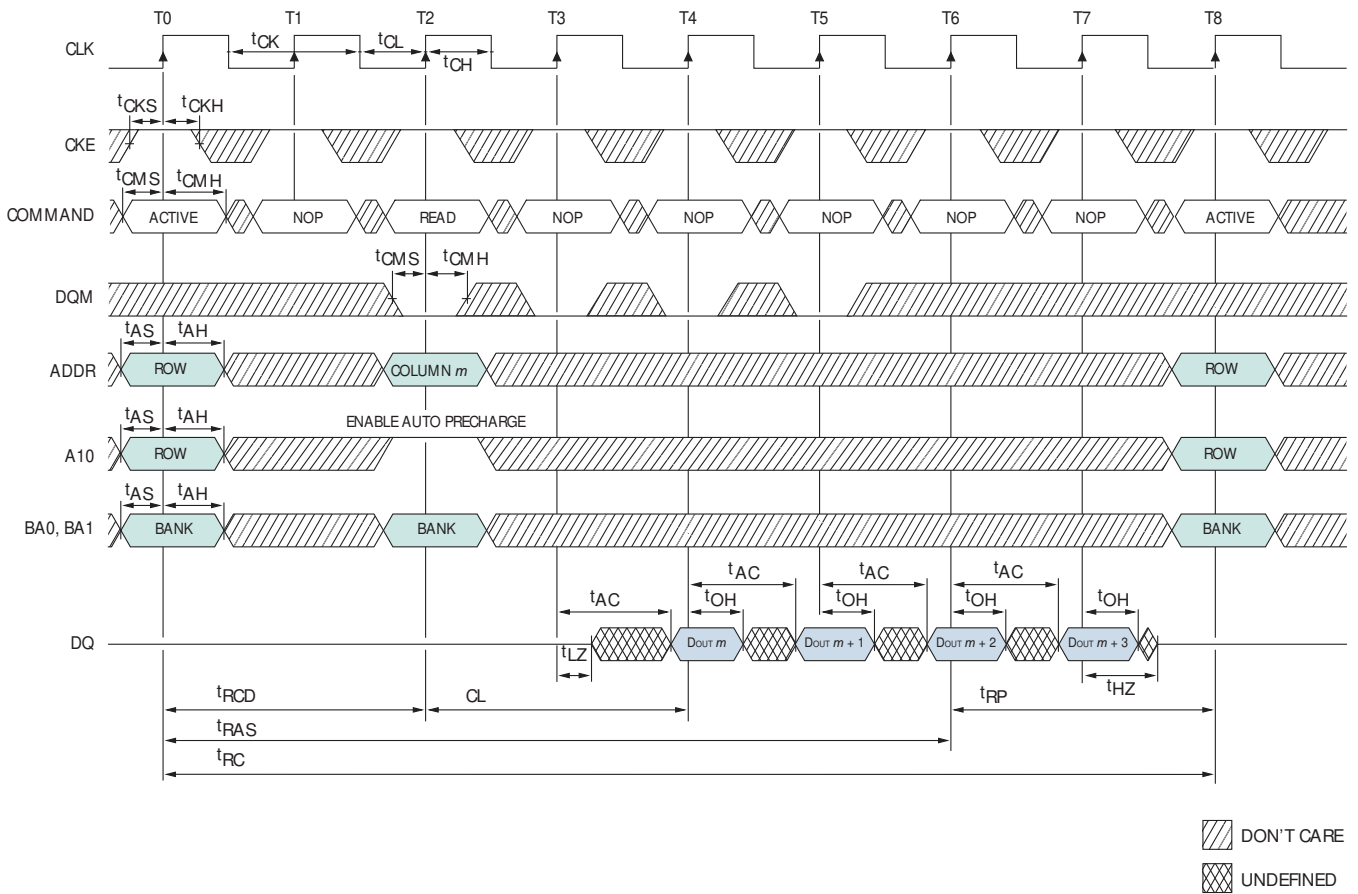 T0 T1 T2 T3 T4 T5 T6 T7 T8
CLK
tCK tCL
tCH
tCKS tCKH
CKE
tCMS tCMH
COMMAND ACTIVE NOP READ NOP NOP NOP NOP NOP ACTIVE
tCMS tCMH
DQM
tAS tAH
ADDR ROW COLUMN m ROW
ENABLE AUTO PRECHARGE
tAS tAH
A10 ROW ROW
tAS tAH
BA0, BA1 BANK BANK BANK
tAC tAC tAC
tAC tOH tOH tOH tOH
DQ DOUT m DOUT m + 1 DOUT m + 2 DOUT m + 3
tLZ tHZ
tRCD CL tRP
tRAS
tRC
DON'T CARE
UNDEFINED